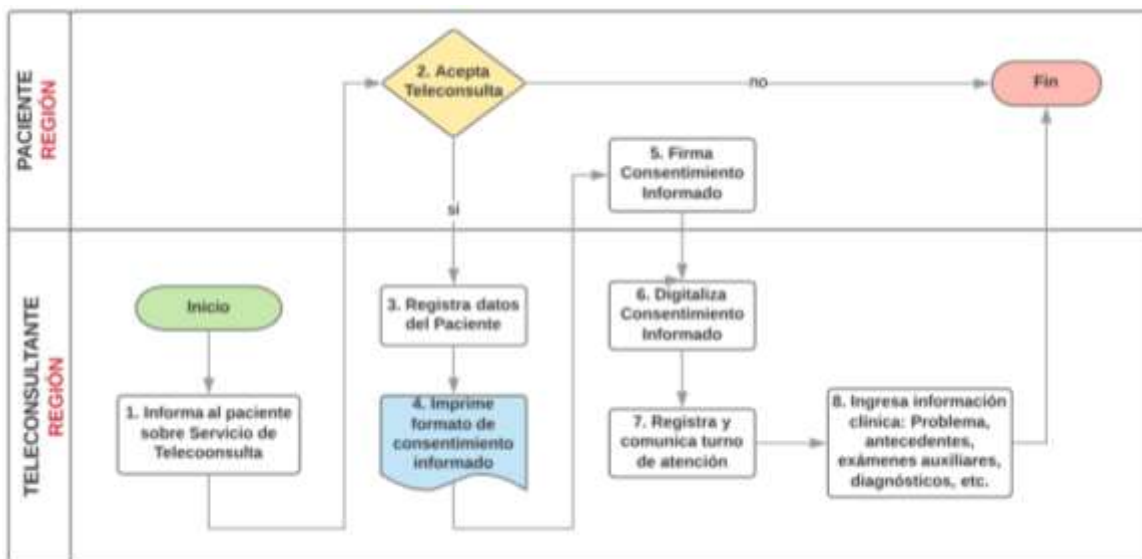 PACIENTE
REGIÓN
2. Acepta
Teleconsulta
no
Fin
sí
5. Firma
Consentimiento
Informado
TELECONSULTANTE
REGIÓN
Inicio
1. Informa al paciente
sobre Servicio de
Telecoonsulta
3. Registra datos
del Paciente
4. Imprime
formato de
consentimiento
informado
6. Digitaliza
Consentimiento
Informado
7. Registra y
comunica turno
de atención
8. Ingresa información
clínica: Problema,
antecedentes,
exámenes auxiliares,
diagnósticos, etc.